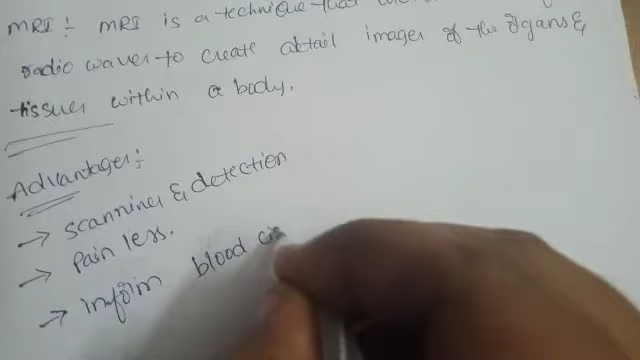 MRI :- MRI is a technique that
radio waves to create detail images of the organs &
tissues within a body.
Advantages :-
→ Scanning & detection
→ Pain less.
→ inform blood ci